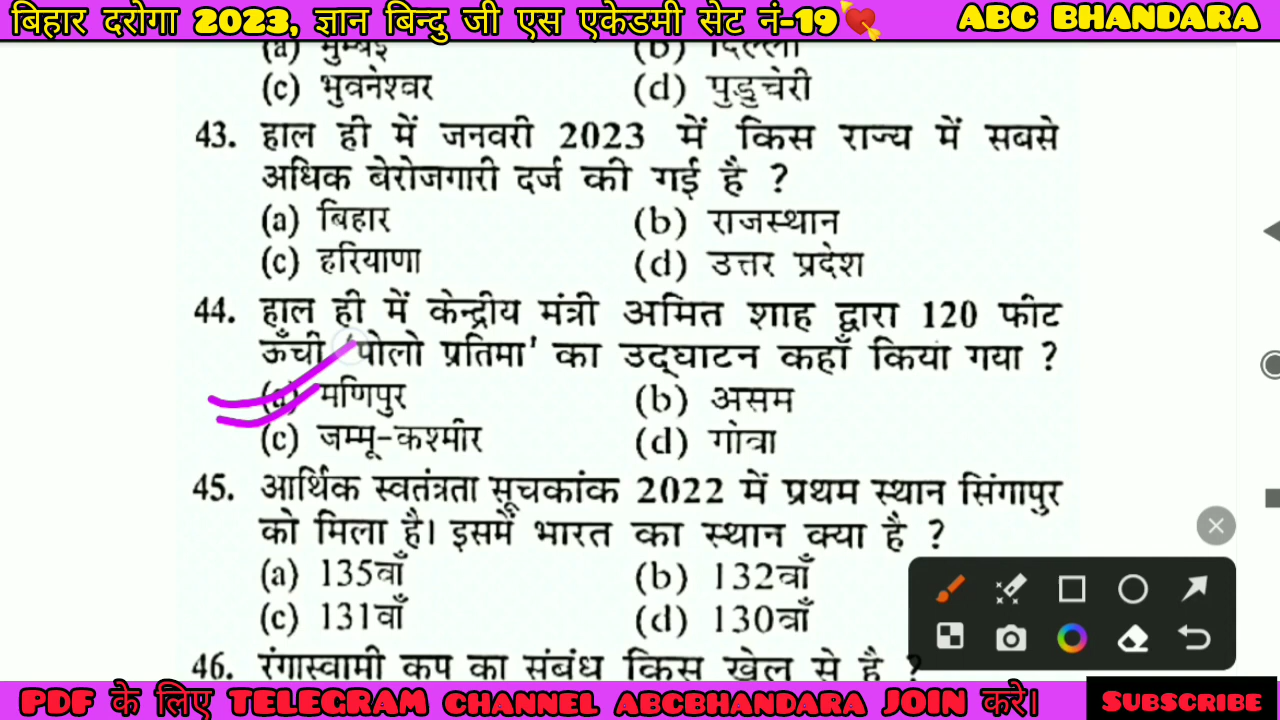 बिहार दरोगा 2023, ज्ञान बिन्दु जी एस एकेडमी सेट नं-19 ABC BHANDARA
(a) मुम्बई (b) दिल्ली
(c) भुवनेश्वर (d) पुडुचेरी
43. हाल ही में जनवरी 2023 में किस राज्य में सबसे
अधिक बेरोजगारी दर्ज की गई है ?
(a) बिहार (b) राजस्थान
(c) हरियाणा (d) उत्तर प्रदेश
44. हाल ही में केन्द्रीय मंत्री अमित शाह द्वारा 120 फीट
ऊँची 'पोलो प्रतिमा' का उद्घाटन कहाँ किया गया ?
(a) मणिपुर (b) असम
(c) जम्मू-कश्मीर (d) गोत्रा
45. आर्थिक स्वतंत्रता सूचकांक 2022 में प्रथम स्थान सिंगापुर
को मिला है। इसमें भारत का स्थान क्या है ?
(a) 135वाँ (b) 132वाँ
(c) 131वाँ (d) 130वाँ
46. रंगास्वामी कप का संबंध किस खेल से है ?
PDF के लिए TELEGRAM CHANNEL ABCBHANDARA JOIN करे। SUBSCRIBE